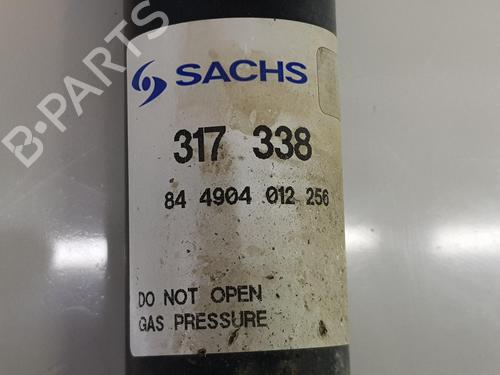 B-PARTS
SACHS
317 338
84 4904 012 256
DO NOT OPEN
GAS PRESSURE